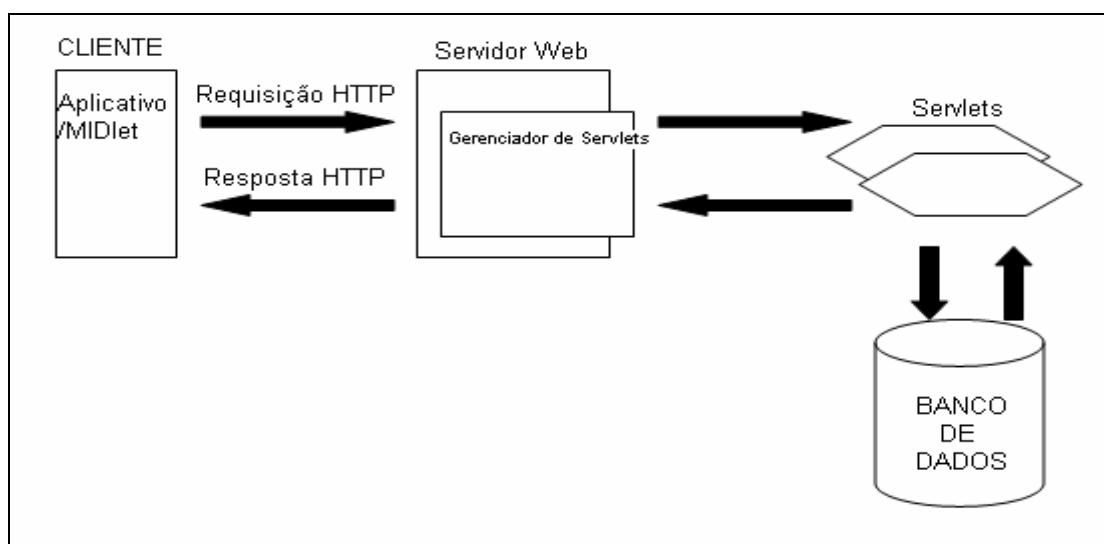 CLIENTE
Aplicativo
/MIDlet
Requisição HTTP
Resposta HTTP
Servidor Web
Gerenciador de Servlets
Servlets
BANCO
DE
DADOS